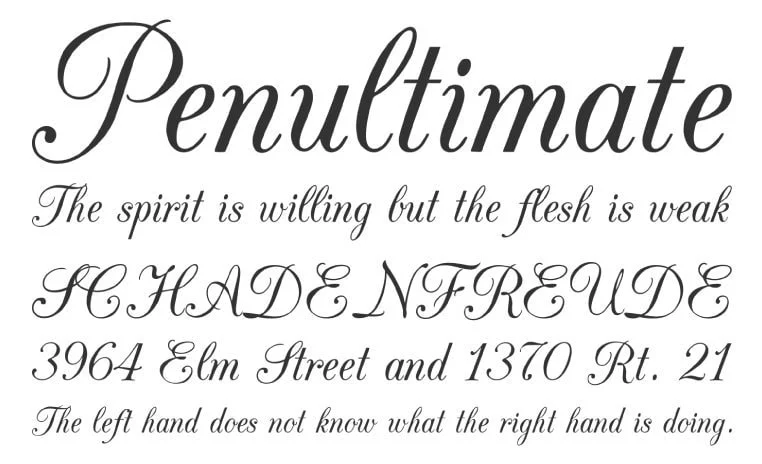 Penultimate
The spirit is willing but the flesh is weak
SCHADENFREUDE
3964 Elm Street and 1370 Rt. 21
The left hand does not know what the right hand is doing.